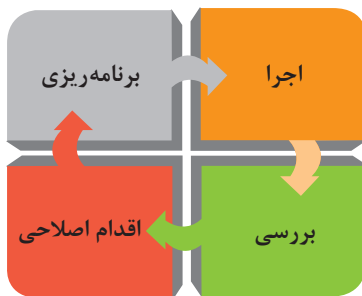 برنامه‌ریزی
اجرا
بررسی
اقدام اصلاحی